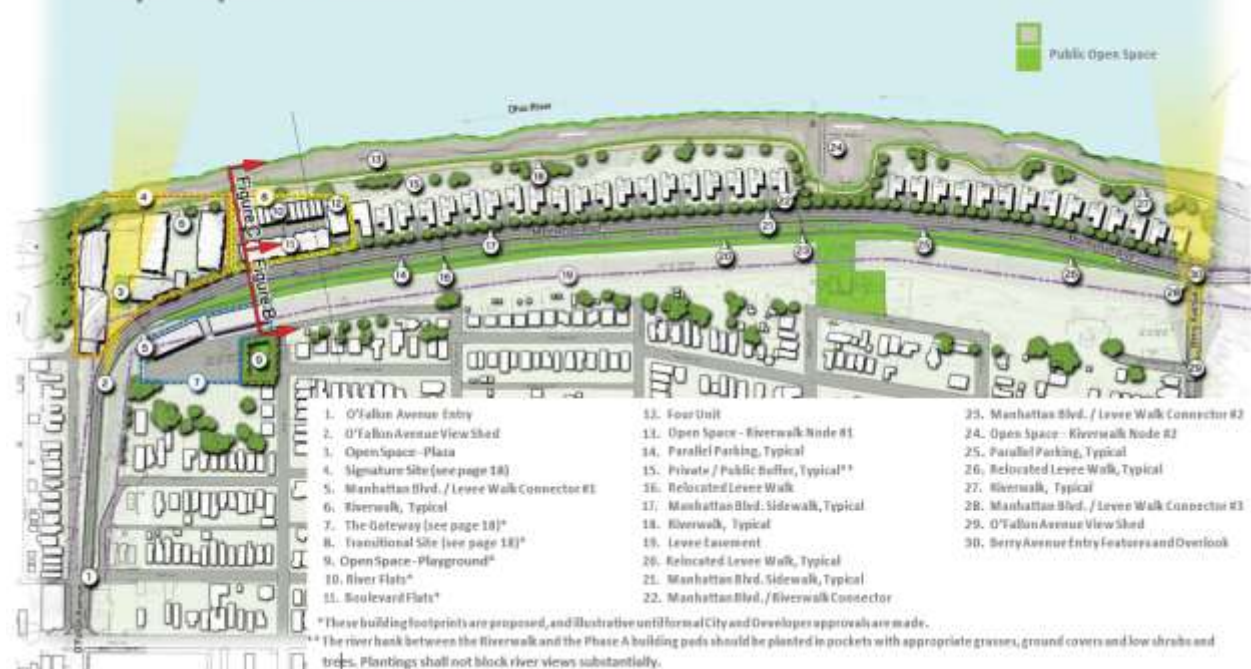 Public Open Space
Ohio River
Figure C
Figure B
1. O'Fallon Avenue Entry
2. O'Fallon Avenue View Shed
3. Open Space - Plaza
4. Signature Site (see page 18)
5. Manhattan Blvd. / Levee Walk Connector #1
6. Riverwalk, Typical
7. The Gateway (see page 18)*
8. Transitional Site (see page 18)*
9. Open Space - Playground*
10. River Flats*
11. Boulevard Flats*
12. Four Unit
13. Open Space - Riverwalk Node #1
14. Parallel Parking, Typical
15. Private / Public Buffer, Typical**
16. Relocated Levee Walk
17. Manhattan Blvd. Sidewalk, Typical
18. Riverwalk, Typical
19. Levee Easement
20. Relocated Levee Walk, Typical
21. Manhattan Blvd. Sidewalk, Typical
22. Manhattan Blvd. / Riverwalk Connector
23. Manhattan Blvd. / Levee Walk Connector #2
24. Open Space - Riverwalk Node #2
25. Parallel Parking, Typical
26. Relocated Levee Walk, Typical
27. Riverwalk, Typical
28. Manhattan Blvd. / Levee Walk Connector #3
29. O'Fallon Avenue View Shed
30. Berry Avenue Entry Features and Overlook
*These building footprints are proposed, and illustrative until formal City and Developer approvals are made.
** The river bank between the Riverwalk and the Phase A building pads should be planted in pockets with appropriate grasses, ground covers and low shrubs and
trees. Plantings shall not block river views substantially.